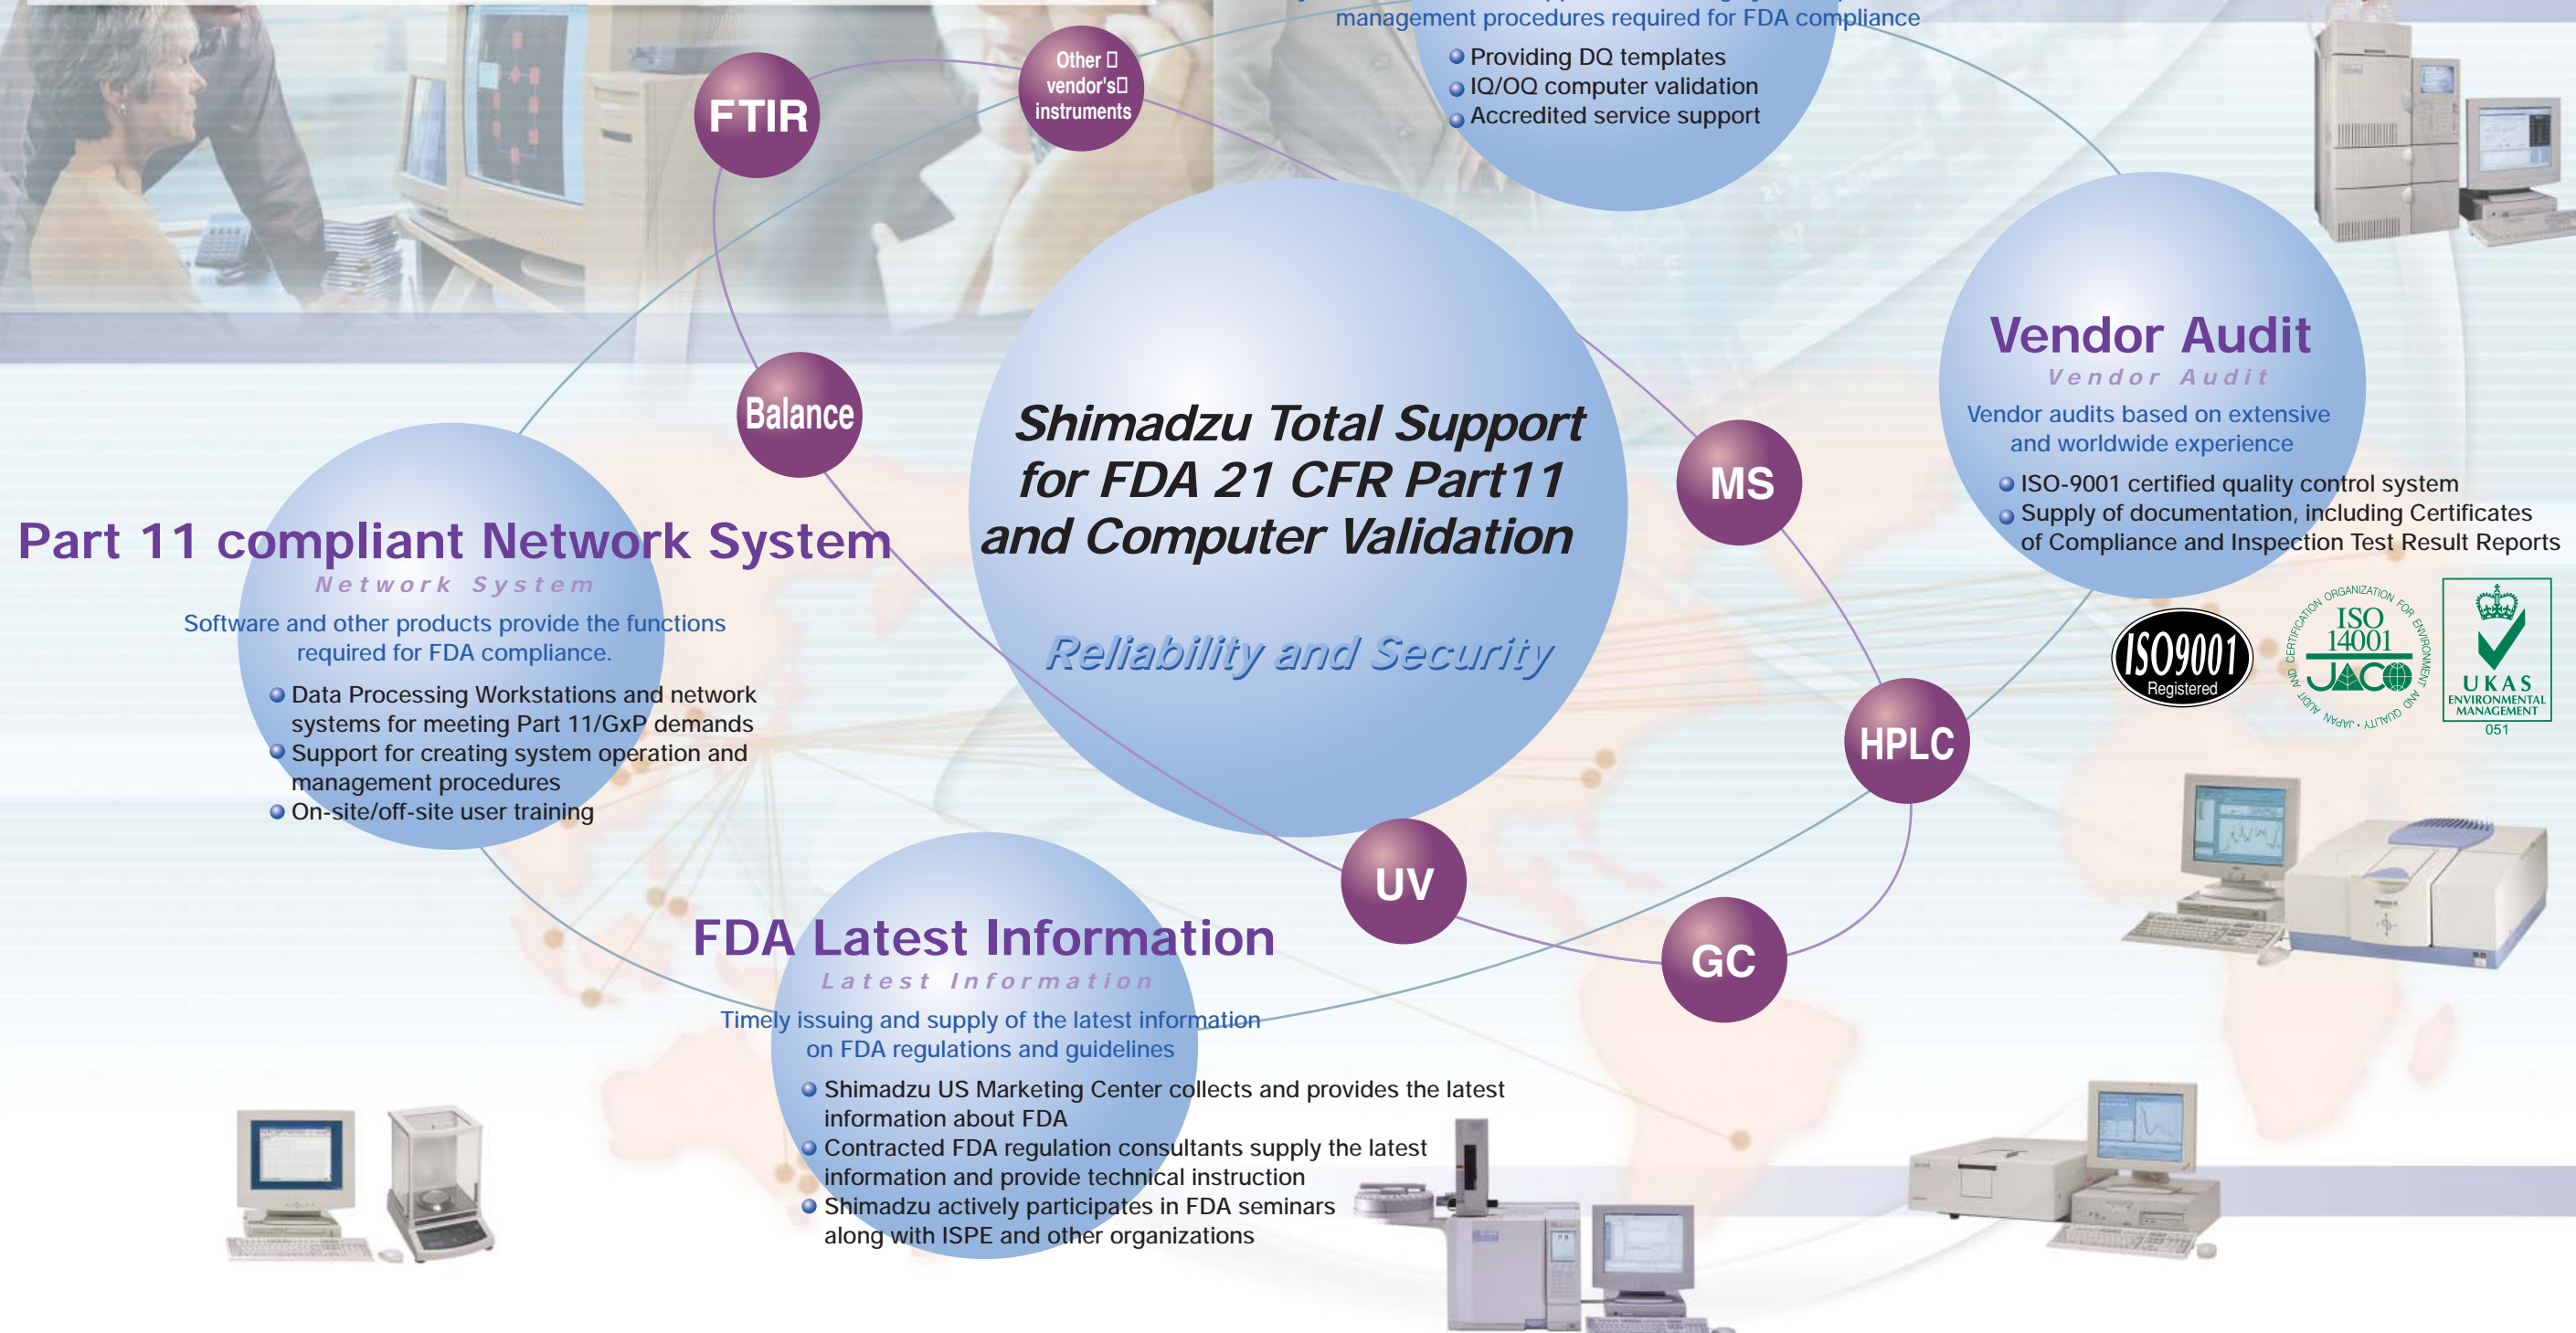 management procedures required for FDA compliance
Providing DQ templates
IQ/OQ computer validation
Accredited service support
Other
vendor's
instruments
FTIR
Balance
MS
HPLC
UV
GC
Shimadzu Total Support
for FDA 21 CFR Part11
and Computer Validation
Reliability and Security
Vendor Audit
Vendor Audit
Vendor audits based on extensive
and worldwide experience
ISO-9001 certified quality control system
Supply of documentation, including Certificates
of Compliance and Inspection Test Result Reports
ISO9001
Registered
JAPAN AUDIT AND CERTIFICATION ORGANIZATION FOR ENVIRONMENT AND QUALITY •
ISO
14001
JACO
UKAS
ENVIRONMENTAL
MANAGEMENT
051
Part 11 compliant Network System
Network System
Software and other products provide the functions
required for FDA compliance.
Data Processing Workstations and network
systems for meeting Part 11/GxP demands
Support for creating system operation and
management procedures
On-site/off-site user training
FDA Latest Information
Latest Information
Timely issuing and supply of the latest information
on FDA regulations and guidelines
Shimadzu US Marketing Center collects and provides the latest
information about FDA
Contracted FDA regulation consultants supply the latest
information and provide technical instruction
Shimadzu actively participates in FDA seminars
along with ISPE and other organizations